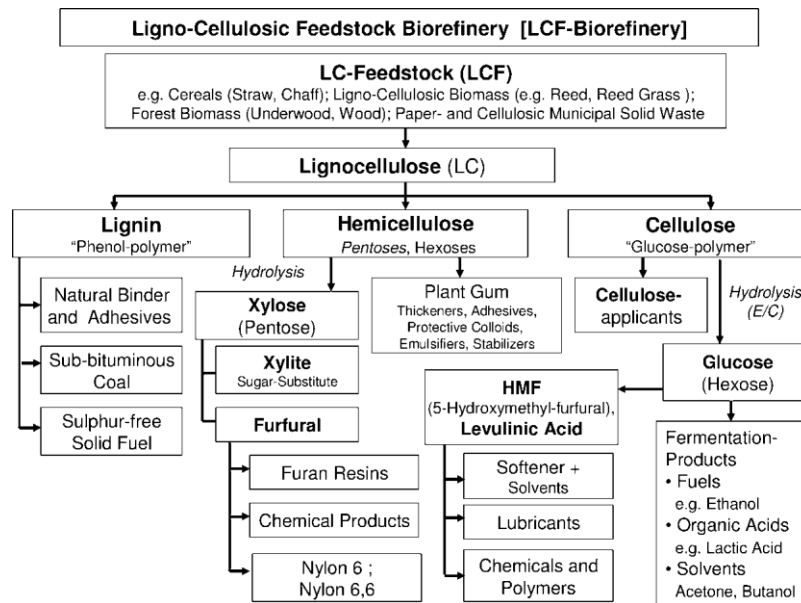 Ligno-Cellulosic Feedstock Biorefinery [LCF-Biorefinery]
LC-Feedstock (LCF)
e.g. Cereals (Straw, Chaff); Ligno-Cellulosic Biomass (e.g. Reed, Reed Grass );
Forest Biomass (Underwood, Wood); Paper- and Cellulosic Municipal Solid Waste
Lignocellulose (LC)
Lignin
"Phenol-polymer"
Hemicellulose
Pentoses, Hexoses
Cellulose
"Glucose-polymer"
Natural Binder
and Adhesives
Sub-bituminous
Coal
Sulphur-free
Solid Fuel
Hydrolysis
Xylose
(Pentose)
Xylite
Sugar-Substitute
Furfural
Furan Resins
Chemical Products
Nylon 6 ;
Nylon 6,6
Plant Gum
Thickeners, Adhesives,
Protective Colloids,
Emulsifiers, Stabilizers
Cellulose-
applicants
Hydrolysis
(E/C)
Glucose
(Hexose)
HMF
(5-Hydroxymethyl-furfural),
Levulinic Acid
Softener +
Solvents
Lubricants
Chemicals and
Polymers
Fermentation-
Products
• Fuels
e.g. Ethanol
• Organic Acids
e.g. Lactic Acid
• Solvents
Acetone, Butanol